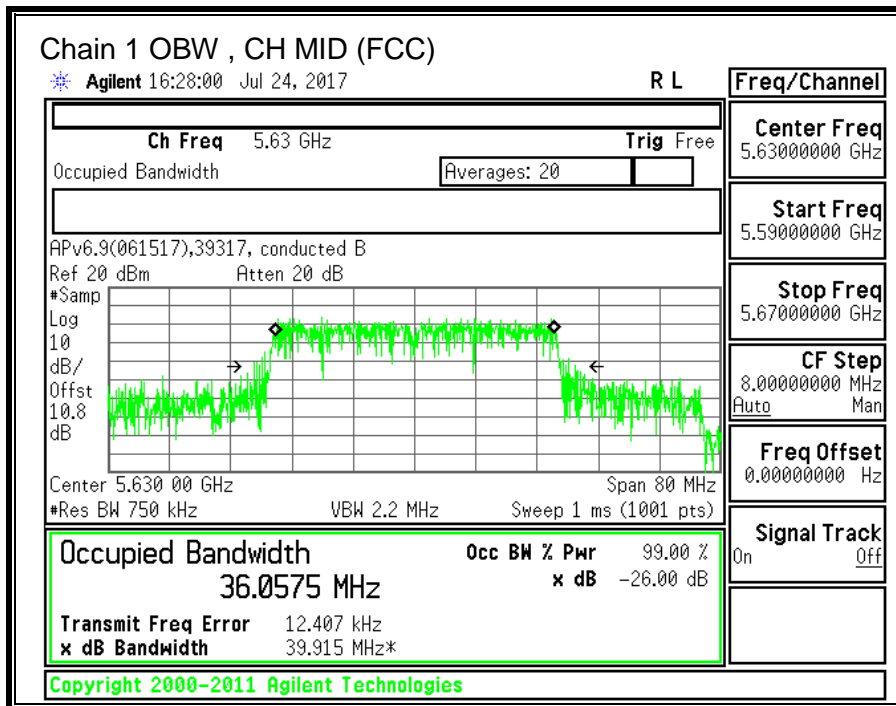 Chain 1 OBW , CH MID (FCC)
Agilent 16:28:00 Jul 24, 2017 R L
Freq/Channel
Ch Freq 5.63 GHz Trig Free
Occupied Bandwidth Averages: 20
APv6.9(061517),39317, conducted B
Ref 20 dBm Atten 20 dB
#Samp
Log
10
dB/
Offst
10.8
dB
Center 5.630 00 GHz Span 80 MHz
#Res BW 750 kHz VBW 2.2 MHz Sweep 1 ms (1001 pts)
Occupied Bandwidth
36.0575 MHz
Occ BW % Pwr 99.00 %
x dB -26.00 dB
Transmit Freq Error 12.407 kHz
x dB Bandwidth 39.915 MHz*
Copyright 2000-2011 Agilent Technologies
Center Freq
5.63000000 GHz
Start Freq
5.59000000 GHz
Stop Freq
5.67000000 GHz
CF Step
8.00000000 MHz
Auto Man
Freq Offset
0.00000000 Hz
Signal Track
On Off